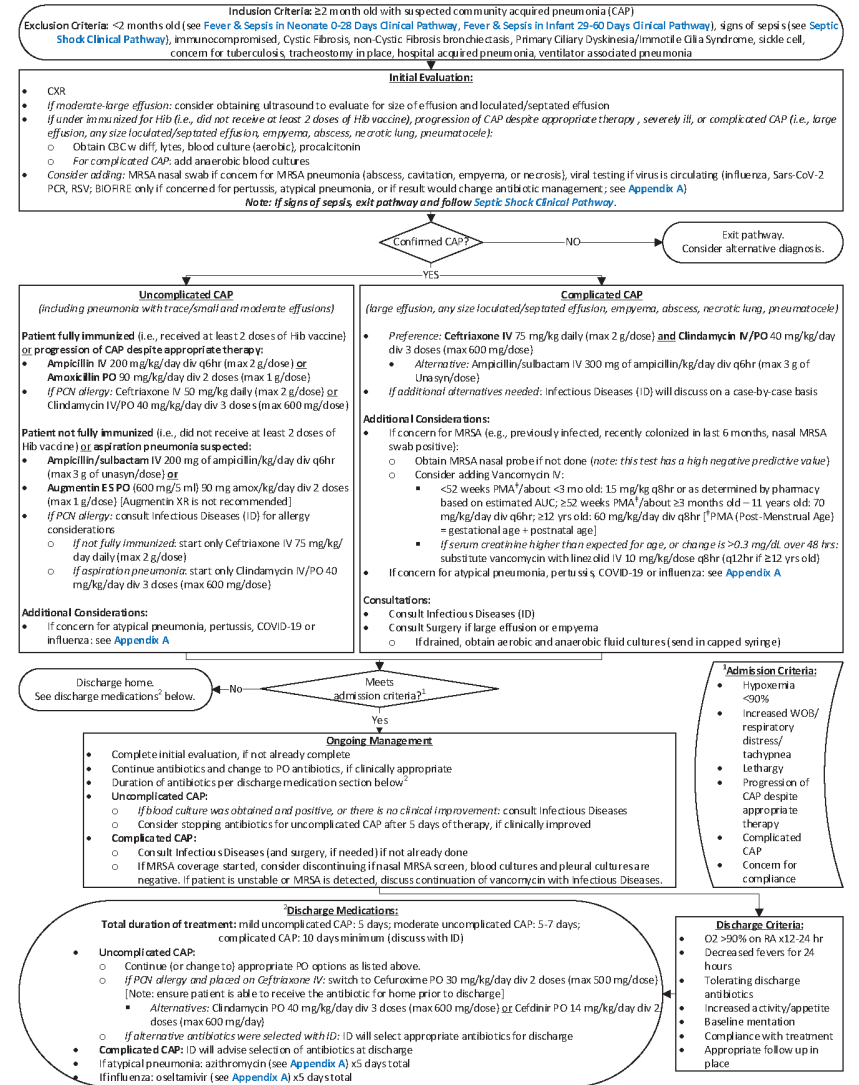 Inclusion Criteria: ≥2 month old with suspected community acquired pneumonia (CAP)
Exclusion Criteria: <2 months old (see Fever & Sepsis in Neonate 0-28 Days Clinical Pathway, Fever & Sepsis in Infant 29-60 Days Clinical Pathway), signs of sepsis (see Septic
Shock Clinical Pathway), immunocompromised, Cystic Fibrosis, non-Cystic Fibrosis bronchiectasis, Primary Ciliary Dyskinesia/Immotile Cilia Syndrome, sickle cell,
concern for tuberculosis, tracheostomy in place, hospital acquired pneumonia, ventilator associated pneumonia
Initial Evaluation:
• CXR
• If moderate-large effusion: consider obtaining ultrasound to evaluate for size of effusion and loculated/septated effusion
• If under immunized for Hib (i.e., did not receive at least 2 doses of Hib vaccine), progression of CAP despite appropriate therapy, severely ill, or complicated CAP (i.e., large
effusion, any size loculated/septated effusion, empyema, abscess, necrotic lung, pneumatocele):
○ Obtain CBC w diff, lytes, blood culture (aerobic), procalcitonin
○ For complicated CAP: add anaerobic blood cultures
• Consider adding: MRSA nasal swab if concern for MRSA pneumonia (abscess, cavitation, empyema, or necrosis), viral testing if virus is circulating (influenza, Sars-CoV-2
PCR, RSV; BIOFIRE only if concerned for pertussis, atypical pneumonia, or if result would change antibiotic management; see Appendix A)
Note: If signs of sepsis, exit pathway and follow Septic Shock Clinical Pathway.
Confirmed CAP?
NO
Exit pathway.
Consider alternative diagnosis.
YES
Uncomplicated CAP
(including pneumonia with trace/small and moderate effusions)
Patient fully immunized (i.e., received at least 2 doses of Hib vaccine)
or progression of CAP despite appropriate therapy:
• Ampicillin IV 200 mg/kg/day div q6hr (max 2 g/dose) or
Amoxicillin PO 90 mg/kg/day div 2 doses (max 1 g/dose)
• If PCN allergy: Ceftriaxone IV 50 mg/kg daily (max 2 g/dose) or
Clindamycin IV/PO 40 mg/kg/day div 3 doses (max 600 mg/dose)
Patient not fully immunized (i.e., did not receive at least 2 doses of
Hib vaccine) or aspiration pneumonia suspected:
• Ampicillin/sulbactam IV 200 mg of ampicillin/kg/day div q6hr
(max 3 g of unasyn/dose) or
• Augmentin ES PO (600 mg/5 ml) 90 mg amox/kg/day div 2 doses
(max 1 g/dose) [Augmentin XR is not recommended]
• If PCN allergy: consult Infectious Diseases (ID) for allergy
considerations
○ If not fully immunized: start only Ceftriaxone IV 75 mg/kg/
day daily (max 2 g/dose)
○ If aspiration pneumonia: start only Clindamycin IV/PO 40
mg/kg/day div 3 doses (max 600 mg/dose)
Additional Considerations:
• If concern for atypical pneumonia, pertussis, COVID-19 or
influenza: see Appendix A
Complicated CAP
(large effusion, any size loculated/septated effusion, empyema, abscess, necrotic lung, pneumatocele)
• Preference: Ceftriaxone IV 75 mg/kg daily (max 2 g/dose) and Clindamycin IV/PO 40 mg/kg/day
div 3 doses (max 600 mg/dose)
• Alternative: Ampicillin/sulbactam IV 300 mg of ampicillin/kg/day div q6hr (max 3 g of
Unasyn/dose)
• If additional alternatives needed: Infectious Diseases (ID) will discuss on a case-by-case basis
Additional Considerations:
• If concern for MRSA (e.g., previously infected, recently colonized in last 6 months, nasal MRSA
swab positive):
○ Obtain MRSA nasal probe if not done (note: this test has a high negative predictive value)
○ Consider adding Vancomycin IV:
▪ <52 weeks PMA†/about <3 mo old: 15 mg/kg q8hr or as determined by pharmacy
based on estimated AUC; ≥52 weeks PMA†/about ≥3 months old – 11 years old: 70
mg/kg/day div q6hr; ≥12 yrs old: 60 mg/kg/day div q8hr [†PMA (Post-Menstrual Age)
= gestational age + postnatal age]
▪ If serum creatinine higher than expected for age, or change is >0.3 mg/dL over 48 hrs:
substitute vancomycin with linezolid IV 10 mg/kg/dose q8hr (q12hr if ≥12 yrs old)
• If concern for atypical pneumonia, pertussis, COVID-19 or influenza: see Appendix A
Consultations:
• Consult Infectious Diseases (ID)
• Consult Surgery if large effusion or empyema
○ If drained, obtain aerobic and anaerobic fluid cultures (send in capped syringe)
Meets
admission criteria?1
No
Discharge home.
See discharge medications2 below.
Yes
1Admission Criteria:
• Hypoxemia
<90%
• Increased WOB/
respiratory
distress/
tachypnea
• Lethargy
• Progression of
CAP despite
appropriate
therapy
• Complicated
CAP
• Concern for
compliance
Ongoing Management
• Complete initial evaluation, if not already complete
• Continue antibiotics and change to PO antibiotics, if clinically appropriate
• Duration of antibiotics per discharge medication section below2
• Uncomplicated CAP:
○ If blood culture was obtained and positive, or there is no clinical improvement: consult Infectious Diseases
○ Consider stopping antibiotics for uncomplicated CAP after 5 days of therapy, if clinically improved
• Complicated CAP:
○ Consult Infectious Diseases (and surgery, if needed) if not already done
○ If MRSA coverage started, consider discontinuing if nasal MRSA screen, blood cultures and pleural cultures are
negative. If patient is unstable or MRSA is detected, discuss continuation of vancomycin with Infectious Diseases.
2Discharge Medications:
Total duration of treatment: mild uncomplicated CAP: 5 days; moderate uncomplicated CAP: 5-7 days;
complicated CAP: 10 days minimum (discuss with ID)
• Uncomplicated CAP:
○ Continue (or change to) appropriate PO options as listed above.
○ If PCN allergy and placed on Ceftriaxone IV: switch to Cefuroxime PO 30 mg/kg/day div 2 doses (max 500 mg/dose)
[Note: ensure patient is able to receive the antibiotic for home prior to discharge]
▪ Alternatives: Clindamycin PO 40 mg/kg/day div 3 doses (max 600 mg/dose) or Cefdinir PO 14 mg/kg/day div 2
doses (max 600 mg/day)
○ If alternative antibiotics were selected with ID: ID will select appropriate antibiotics for discharge
• Complicated CAP: ID will advise selection of antibiotics at discharge
• If atypical pneumonia: azithromycin (see Appendix A) x5 days total
• If influenza: oseltamivir (see Appendix A) x5 days total
Discharge Criteria:
• O2 >90% on RA x12-24 hr
• Decreased fevers for 24
hours
• Tolerating discharge
antibiotics
• Increased activity/appetite
• Baseline mentation
• Compliance with treatment
• Appropriate follow up in
place